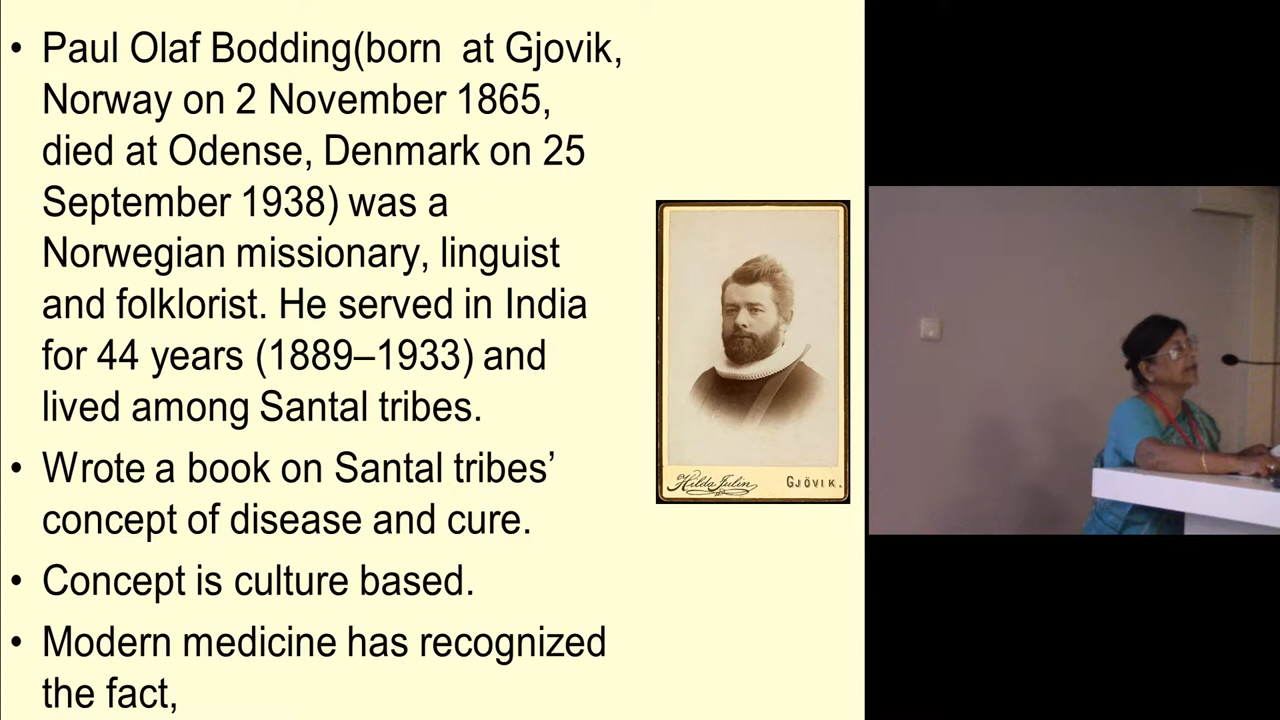 • Paul Olaf Bodding(born  at Gjovik,
Norway on 2 November 1865,
died at Odense, Denmark on 25
September 1938) was a
Norwegian missionary, linguist
and folklorist. He served in India
for 44 years (1889–1933) and
lived among Santal tribes.
• Wrote a book on Santal tribes’
concept of disease and cure.
• Concept is culture based.
• Modern medicine has recognized
the fact,
Hilda Julin GJÖVIK.